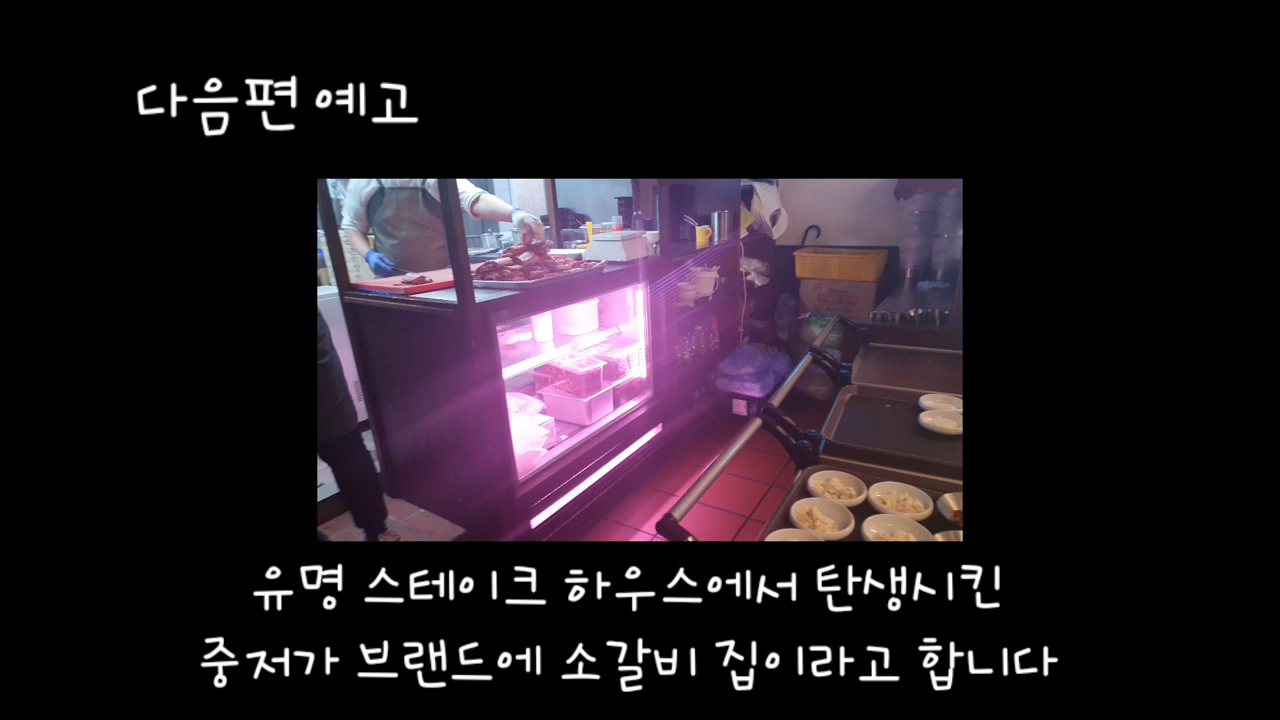 다음편 예고
유명 스테이크 하우스에서 탄생시킨
중저가 브랜드에 소갈비 집이라고 합니다